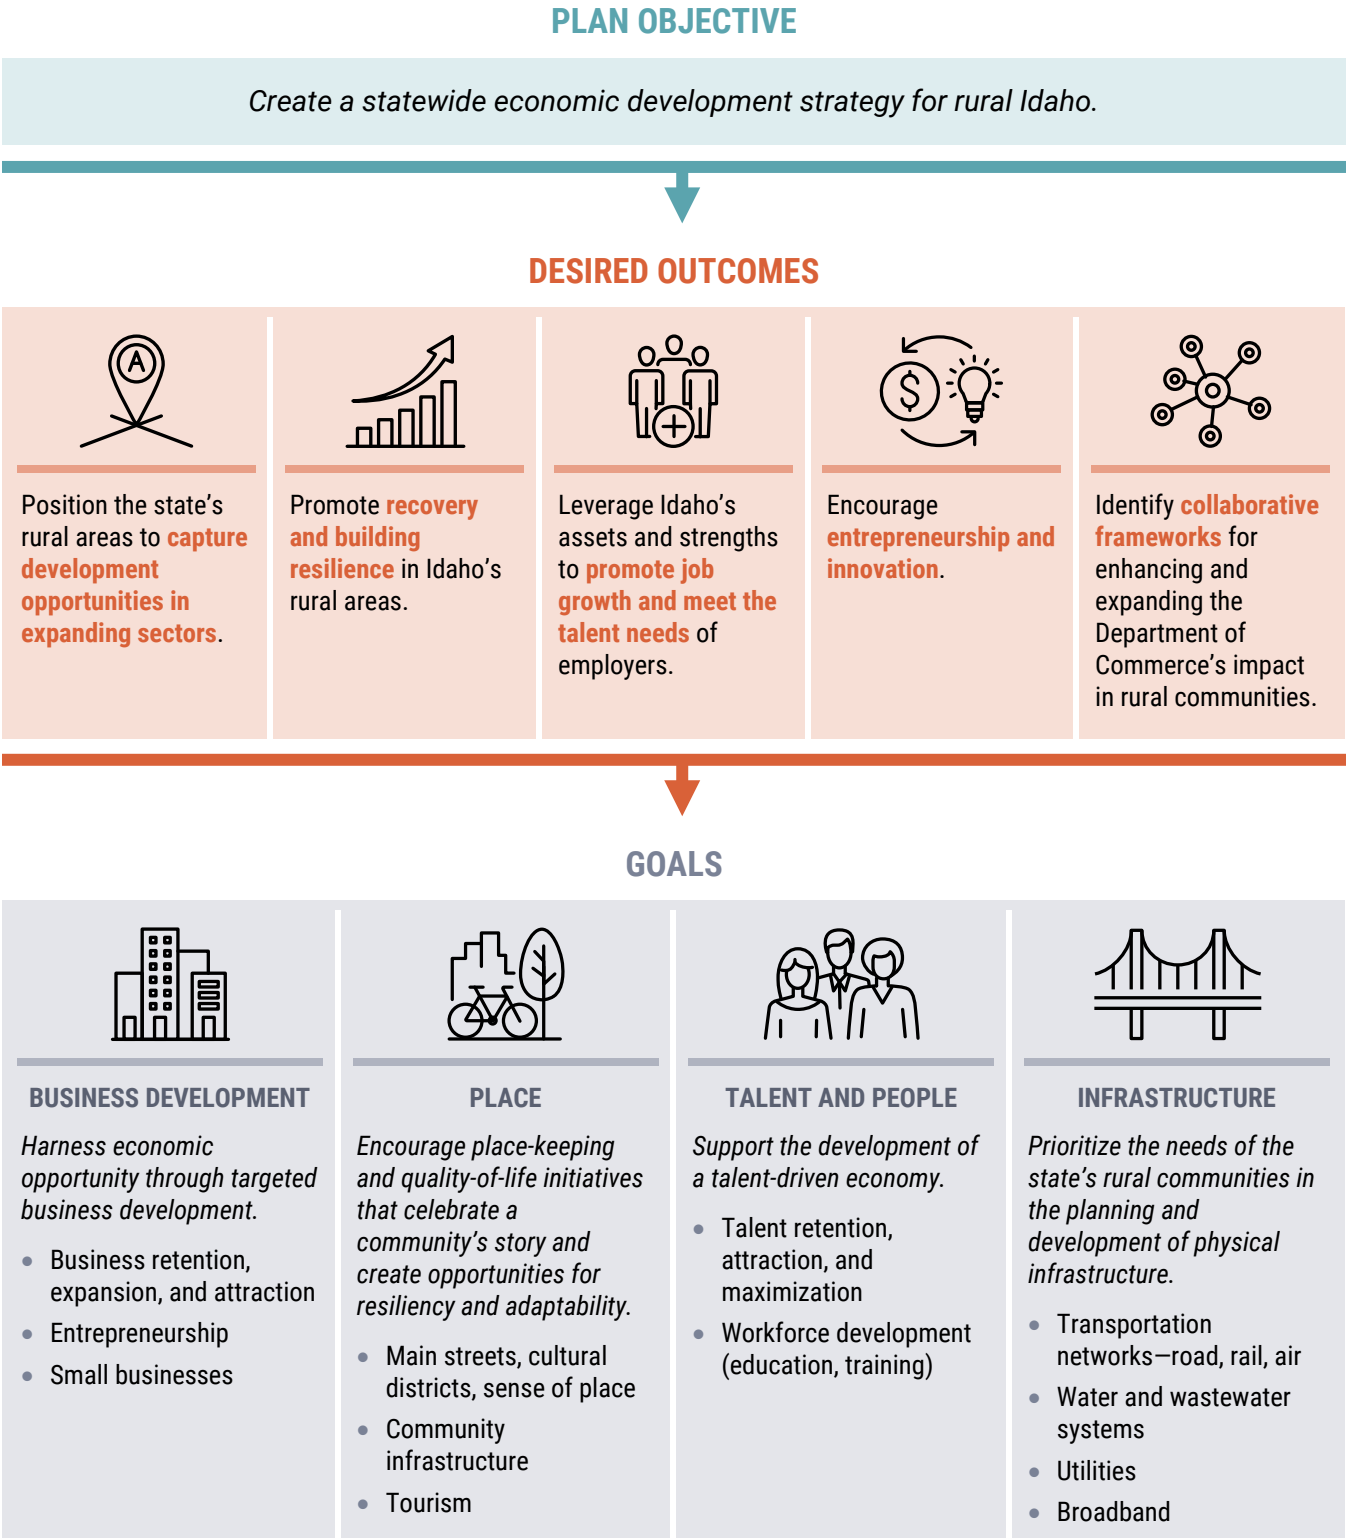 PLAN OBJECTIVE
Create a statewide economic development strategy for rural Idaho.
DESIRED OUTCOMES
A
Position the state’s
rural areas to capture
development
opportunities in
expanding sectors.
Promote recovery
and building
resilience in Idaho’s
rural areas.
Leverage Idaho’s
assets and strengths
to promote job
growth and meet the
talent needs of
employers.
$
Encourage
entrepreneurship and
innovation.
Identify collaborative
frameworks for
enhancing and
expanding the
Department of
Commerce’s impact
in rural communities.
GOALS
BUSINESS DEVELOPMENT
Harness economic
opportunity through targeted
business development.
• Business retention,
expansion, and attraction
• Entrepreneurship
• Small businesses
PLACE
Encourage place-keeping
and quality-of-life initiatives
that celebrate a
community’s story and
create opportunities for
resiliency and adaptability.
• Main streets, cultural
districts, sense of place
• Community
infrastructure
• Tourism
TALENT AND PEOPLE
Support the development of
a talent-driven economy.
• Talent retention,
attraction, and
maximization
• Workforce development
(education, training)
INFRASTRUCTURE
Prioritize the needs of the
state’s rural communities in
the planning and
development of physical
infrastructure.
• Transportation
networks—road, rail, air
• Water and wastewater
systems
• Utilities
• Broadband